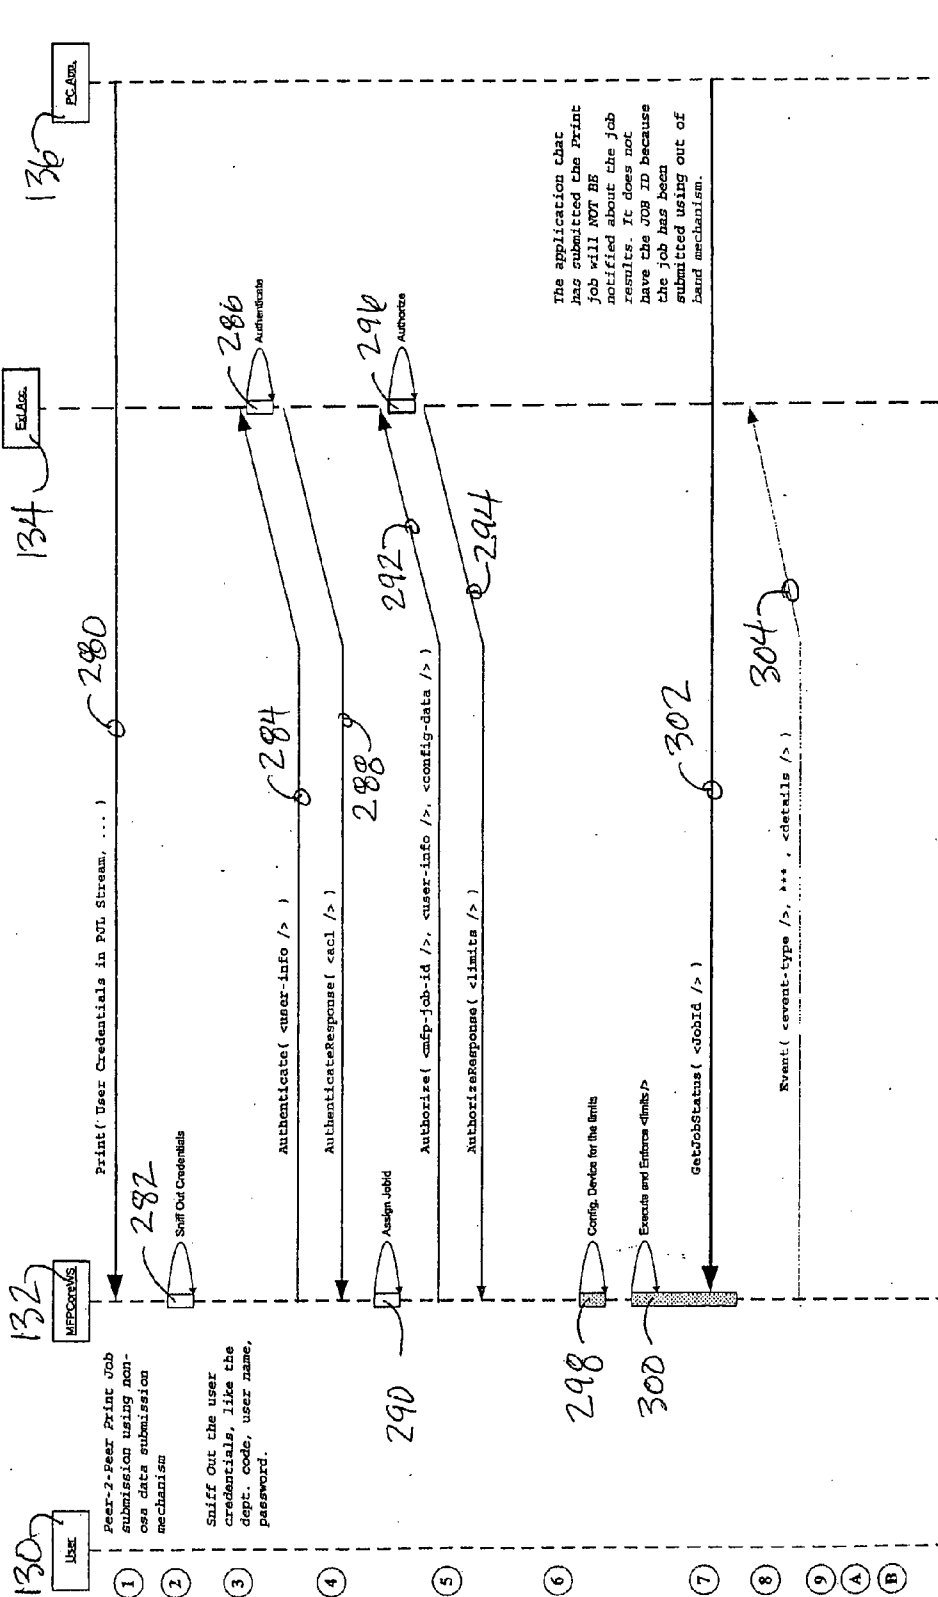 130
User
132
MFPCoreWS
134
Ext Acc.
136
PC App.
1
Peer-2-Peer Print Job
submission using non-
osa data submission
mechanism
Print( User Credentials in PJL Stream, ... )
280
2
282
Sniff Out Credentials
3
Sniff Out the user
credentials, like the
dept. code, user name,
password.
Authenticate( <user-info /> )
284
286
Authenticate
4
AuthenticateResponse( <acl /> )
288
290
Assign JobId
5
Authorize( <mfp-job-id />, <user-info />, <config-data /> )
292
296
Authorize
AuthorizeResponse( <limits /> )
294
6
298
Config. Device for the limits
300
Execute and Enforce <limits/>
The application that
has submitted the Print
job will NOT BE
notified about the job
results. It does not
have the JOB ID because
the job has been
submitted using out of
band mechanism.
7
GetJobStatus( <JobId /> )
302
8
Event( <event-type />, *** , <details /> )
304
9
A
B